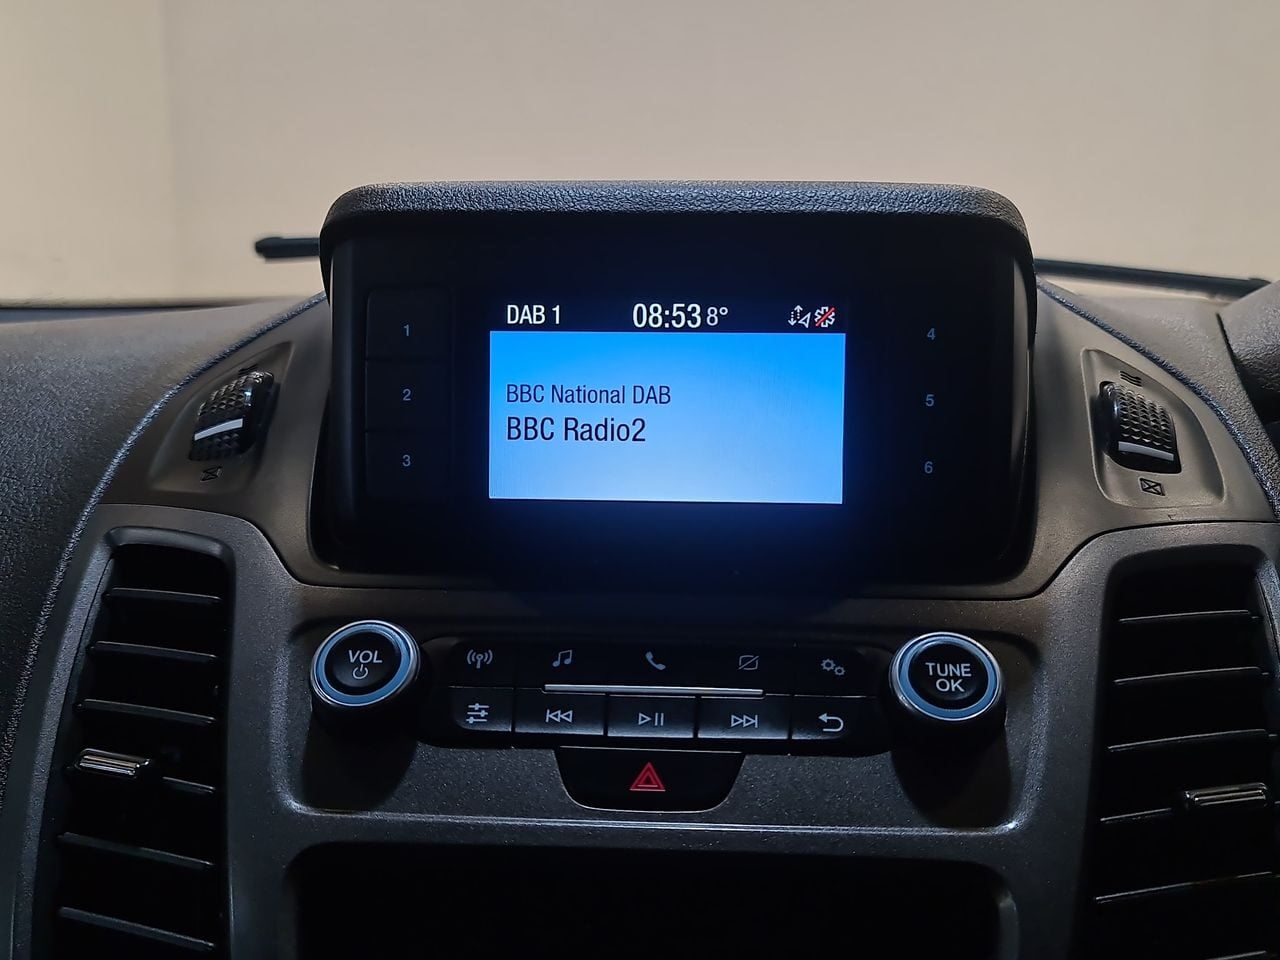 DAB 1 08:53 8°
1
4
BBC National DAB
2
5
BBC Radio2
3
6
VOL
TUNE
OK